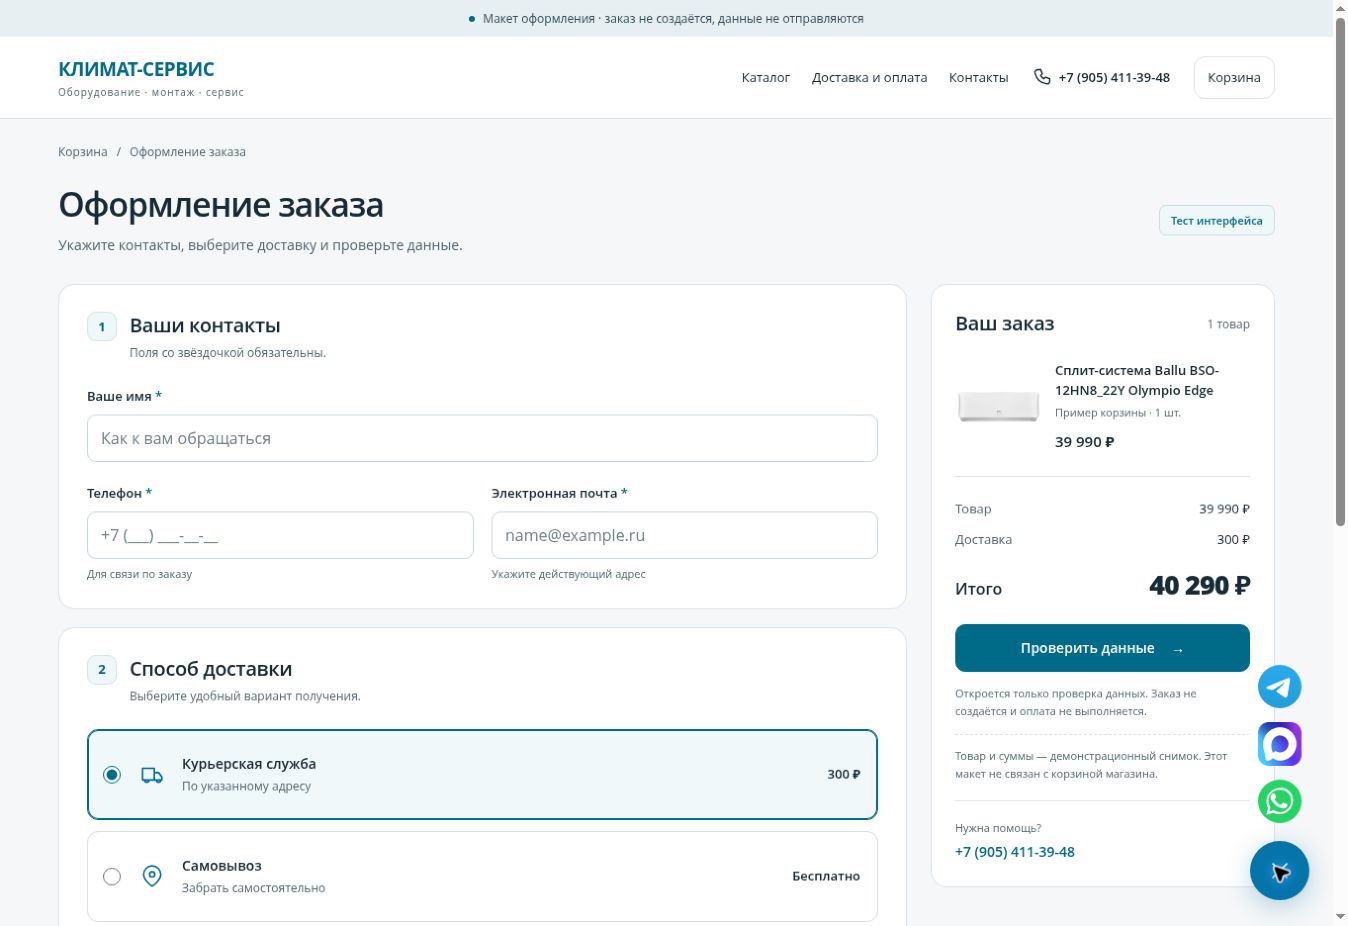 Макет оформления · заказ не создаётся, данные не отправляются
КЛИМАТ-СЕРВИС
Оборудование · монтаж · сервис
Каталог
Доставка и оплата
Контакты
+7 (905) 411-39-48
Корзина
Корзина / Оформление заказа
Оформление заказа
Укажите контакты, выберите доставку и проверьте данные.
Тест интерфейса
1
Ваши контакты
Поля со звёздочкой обязательны.
Ваше имя *
Как к вам обращаться
Телефон *
+7 (___) ___-__-__
Для связи по заказу
Электронная почта *
name@example.ru
Укажите действующий адрес
2
Способ доставки
Выберите удобный вариант получения.
Курьерская служба
По указанному адресу
300 ₽
Самовывоз
Забрать самостоятельно
Бесплатно
Ваш заказ
1 товар
Сплит-система Ballu BSO-
12HN8_22Y Olympio Edge
Пример корзины · 1 шт.
39 990 ₽
Товар 39 990 ₽
Доставка 300 ₽
Итого 40 290 ₽
Проверить данные →
Откроется только проверка данных. Заказ не
создаётся и оплата не выполняется.
Товар и суммы — демонстрационный снимок. Этот
макет не связан с корзиной магазина.
Нужна помощь?
+7 (905) 411-39-48